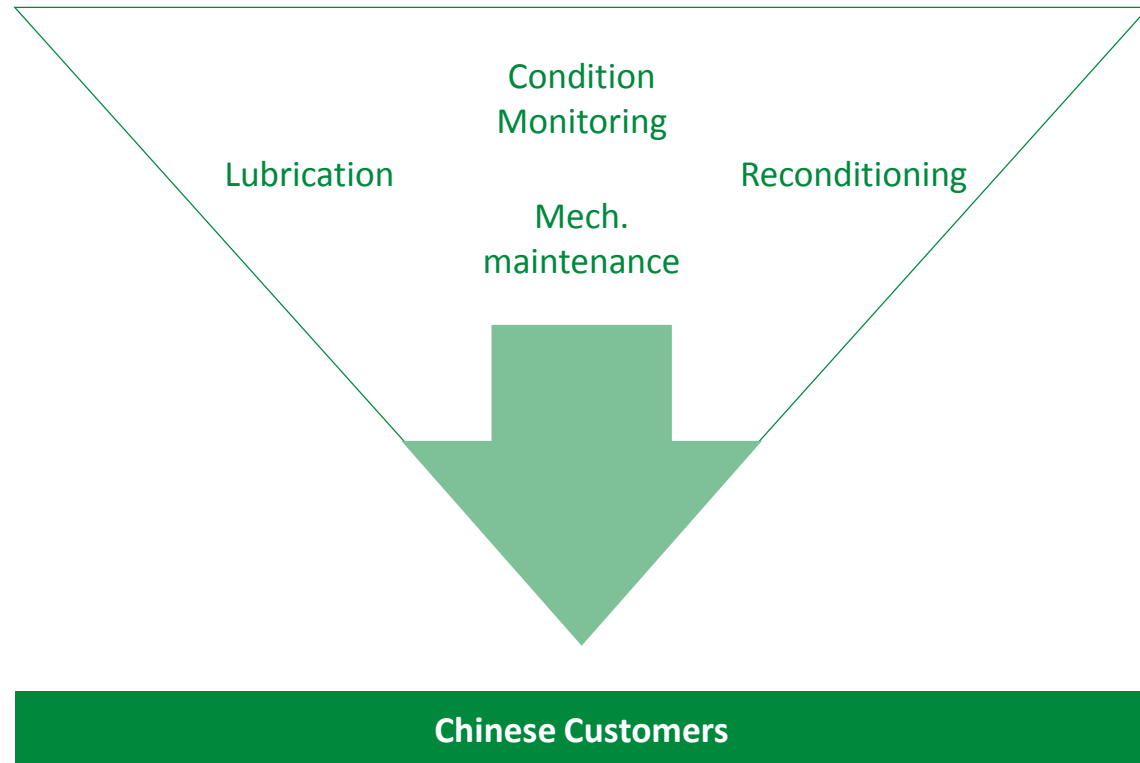 Condition
Monitoring
Lubrication
Reconditioning
Mech.
maintenance
Chinese Customers